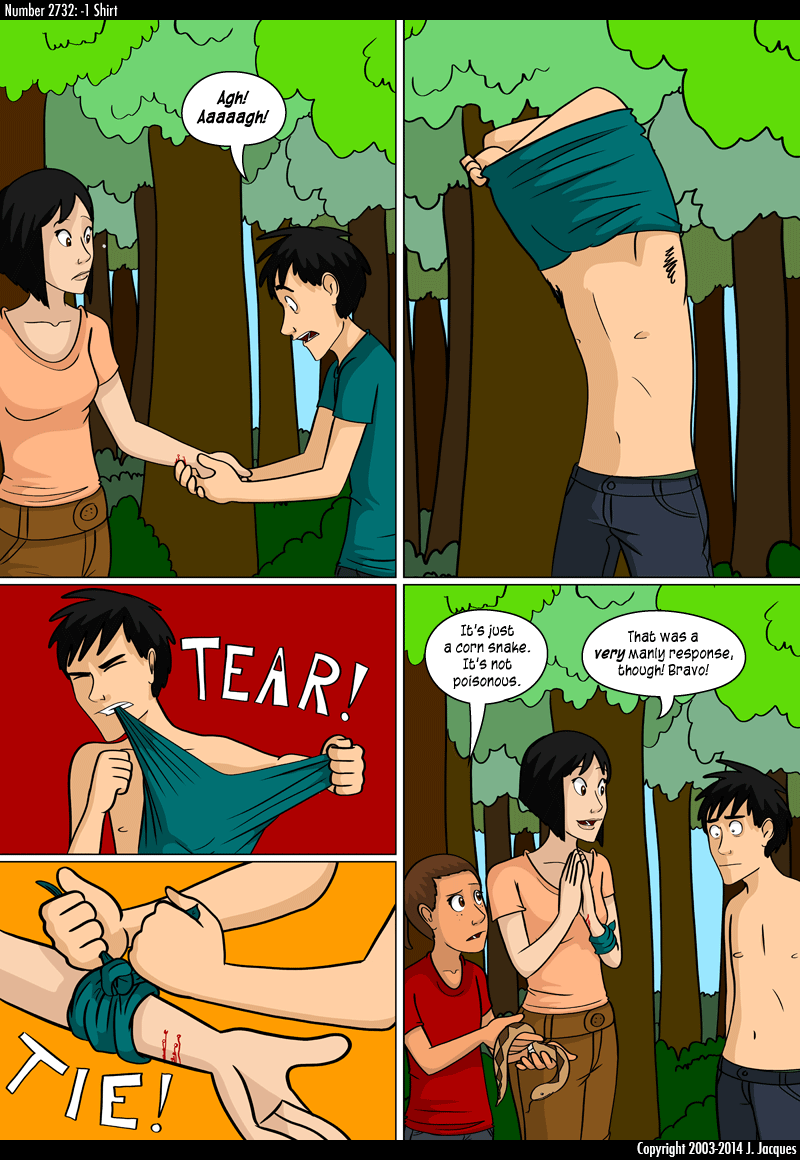 Number 2732: -1 Shirt
Agh!
Aaaaagh!
TEAR!
TIE!
It's just
a corn snake.
It's not
poisonous.
That was a
very manly response,
though! Bravo!
Copyright 2003-2014 J. Jacques